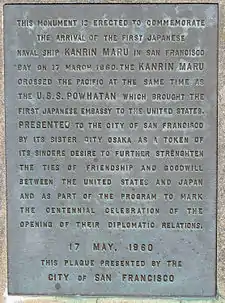 THIS MONUMENT IS ERECTED TO COMMEMORATE
THE ARRIVAL OF THE FIRST JAPANESE
NAVAL SHIP KANRIN MARU IN SAN FRANCISCO
BAY ON 17 MARCH 1860. THE KANRIN MARU
CROSSED THE PACIFIC AT THE SAME TIME AS
THE U.S.S. POWHATAN WHICH BROUGHT THE
FIRST JAPANESE EMBASSY TO THE UNITED STATES.
PRESENTED TO THE CITY OF SAN FRANCISCO
BY ITS SISTER CITY OSAKA AS A TOKEN OF
ITS SINCERE DESIRE TO FURTHER STRENGHTEN
THE TIES OF FRIENDSHIP AND GOODWILL
BETWEEN THE UNITED STATES AND JAPAN
AND AS PART OF THE PROGRAM TO MARK
THE CENTENNIAL CELEBRATION OF THE
OPENING OF THEIR DIPLOMATIC RELATIONS.
17 MAY, 1960
THIS PLAQUE PRESENTED BY THE
CITY OF SAN FRANCISCO